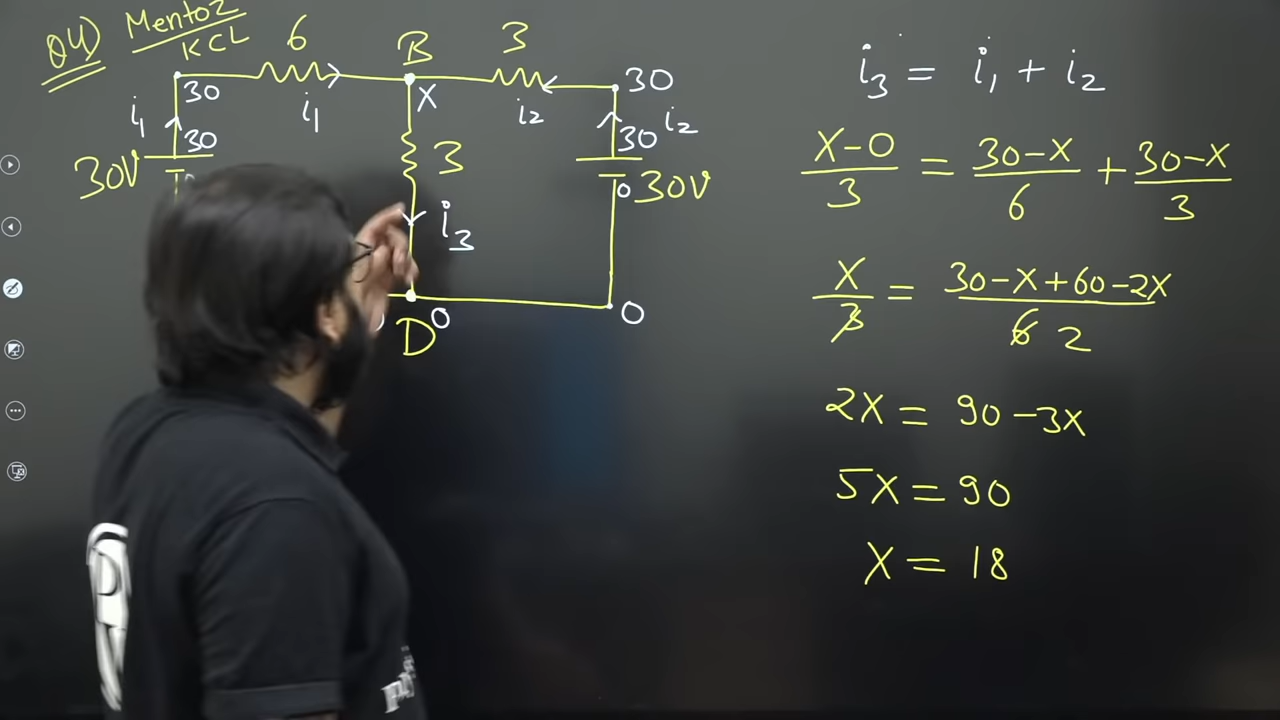 Q4) Mento2
KCL
6 B 3
30 X 30
i₁ i₁ i₂ i₂
30 30
30V 3 0 30V
i₃
0 0
D
i₃ = i₁ + i₂
X-0/3 = 30-X/6 + 30-X/3
X/3 = 30-X+60-2X/6 2
2X = 90-3X
5X = 90
X = 18